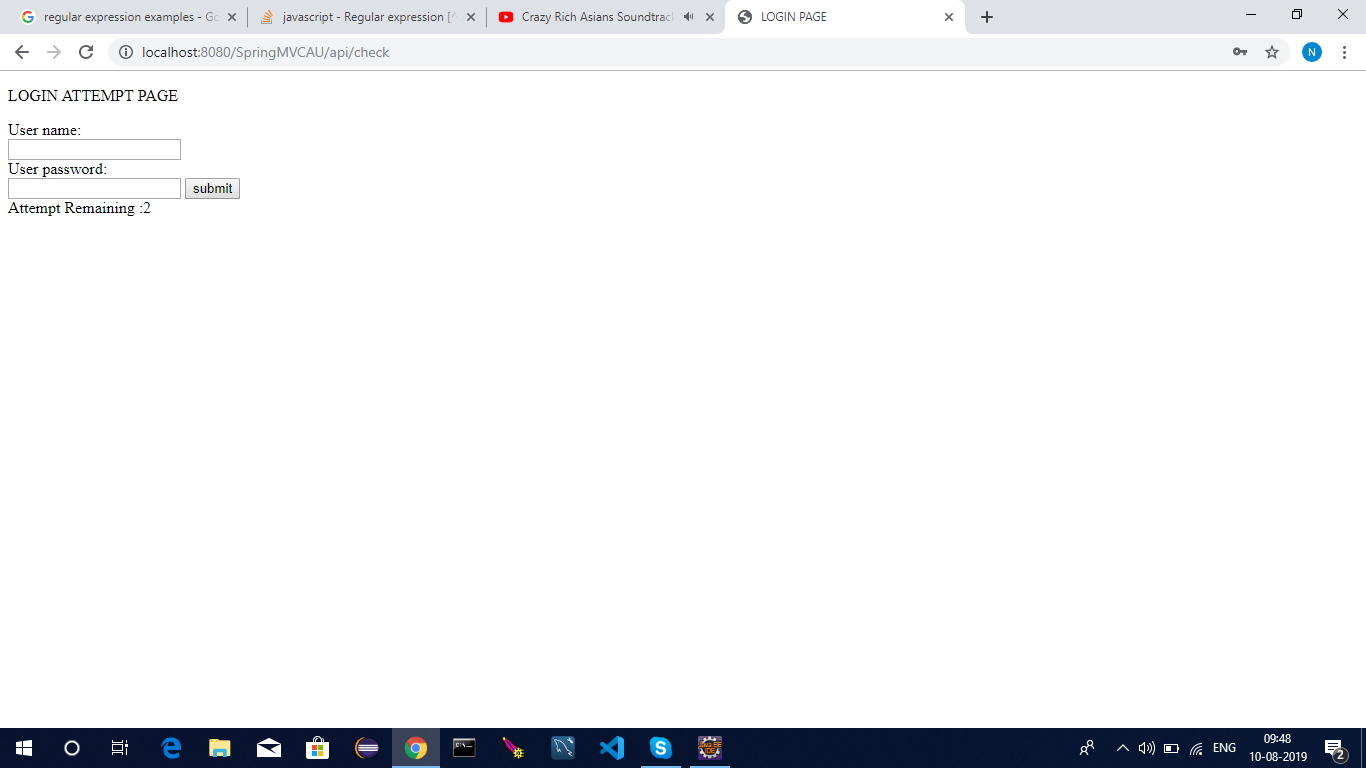 regular expression examples - Go
javascript - Regular expression [^
Crazy Rich Asians Soundtrack
LOGIN PAGE
localhost:8080/SpringMVCAU/api/check
N
LOGIN ATTEMPT PAGE
User name:
User password:
submit
Attempt Remaining :2
ENG
09:48
10-08-2019
2